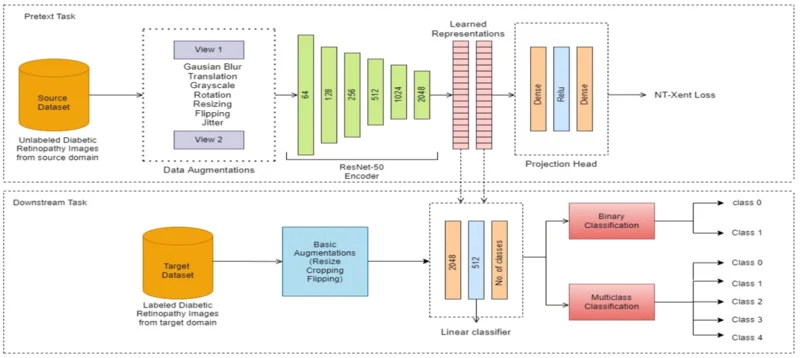 Pretext Task
Source
Dataset
Unlabeled Diabetic
Retinopathy Images
from source domain
View 1
Gausian Blur
Translation
Grayscale
Rotation
Resizing
Flipping
Jitter
View 2
Data Augmentations
64
128
256
512
1024
2048
ResNet-50
Encoder
Learned
Representations
Dense
Relu
Dense
Projection Head
NT-Xent Loss
Downstream Task
Target
Dataset
Labeled Diabetic
Retinopathy Images
from target domain
Basic
Augmentations
(Resize
Cropping
Flipping)
2048
512
No. of classes
Linear classifier
Binary
Classification
class 0
Class 1
Multiclass
Classification
Class 0
Class 1
Class 2
Class 3
Class 4